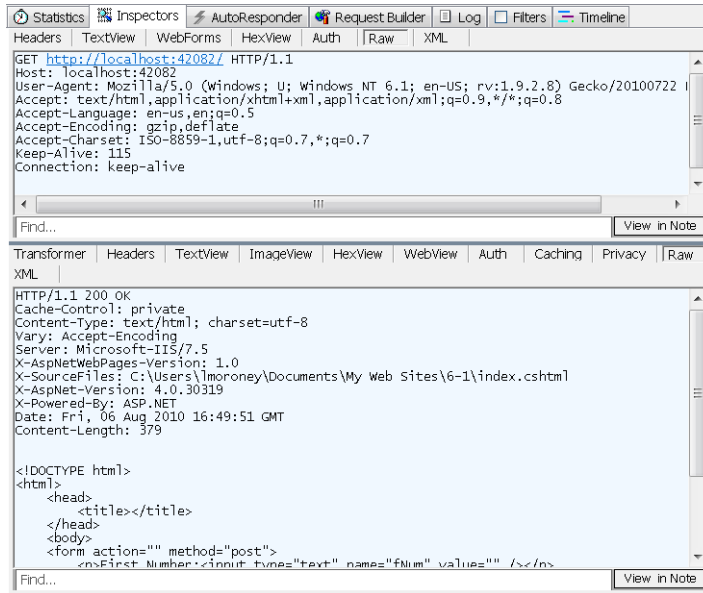 Statistics Inspectors AutoResponder Request Builder Log Filters Timeline
Headers TextView WebForms HexView Auth Raw XML
GET http://localhost:42082/ HTTP/1.1
Host: localhost:42082
User-Agent: Mozilla/5.0 (Windows; U; Windows NT 6.1; en-US; rv:1.9.2.8) Gecko/20100722
Accept: text/html,application/xhtml+xml,application/xml;q=0.9,*/*;q=0.8
Accept-Language: en-us,en;q=0.5
Accept-Encoding: gzip,deflate
Accept-Charset: ISO-8859-1,utf-8;q=0.7,*;q=0.7
Keep-Alive: 115
Connection: keep-alive
Find... View in Note
Transformer Headers TextView ImageView HexView WebView Auth Caching Privacy Raw
XML
HTTP/1.1 200 OK
Cache-Control: private
Content-Type: text/html; charset=utf-8
Vary: Accept-Encoding
Server: Microsoft-IIS/7.5
X-AspNetWebPages-Version: 1.0
X-SourceFiles: C:\Users\lmoroney\Documents\My Web Sites\6-1\index.cshtml
X-AspNet-Version: 4.0.30319
X-Powered-By: ASP.NET
Date: Fri, 06 Aug 2010 16:49:51 GMT
Content-Length: 379
<!DOCTYPE html>
<html>
<head>
<title></title>
</head>
<body>
<form action="" method="post">
<p>First Number:<input type="text" name="fNum" value="" /></p>
Find... View in Note